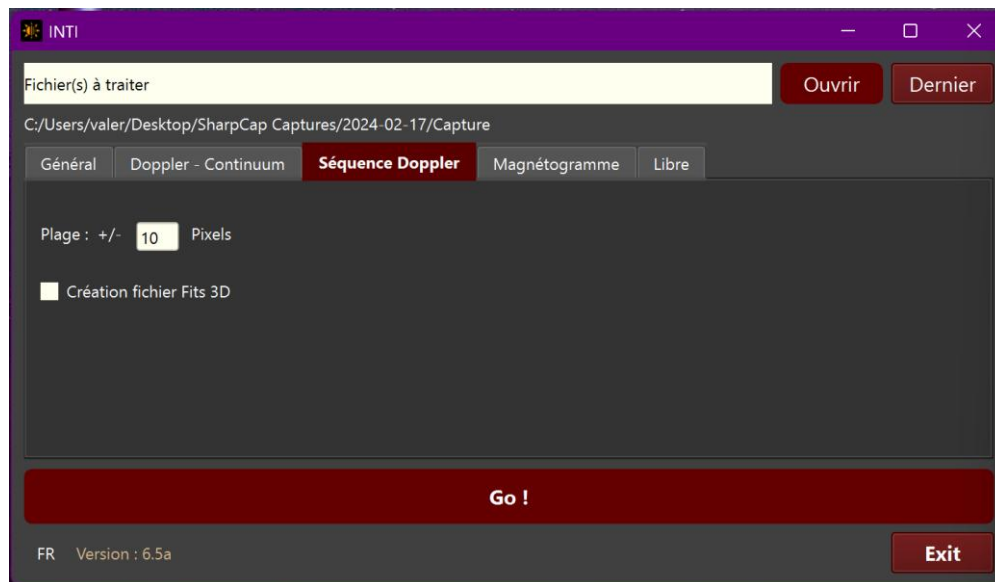 INTI
Fichier(s) à traiter Ouvrir Dernier
C:/Users/valer/Desktop/SharpCap Captures/2024-02-17/Capture
Général Doppler - Continuum Séquence Doppler Magnétogramme Libre
Plage : +/- 10 Pixels
Création fichier Fits 3D
Go !
FR Version : 6.5a Exit